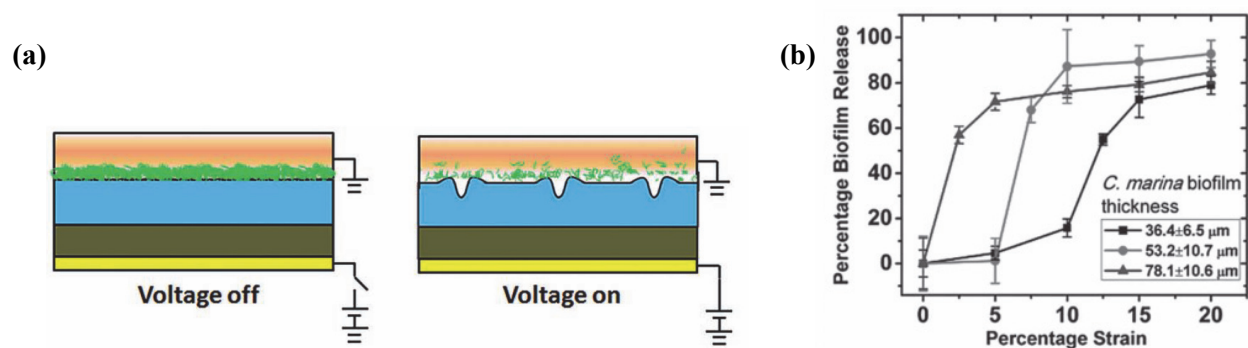 (a)
Voltage off
Voltage on
(b)
Percentage Biofilm Release
100
80
60
40
20
0
C. marina biofilm
thickness
36.4±6.5 μm
53.2±10.7 μm
78.1±10.6 μm
0 5 10 15 20
Percentage Strain